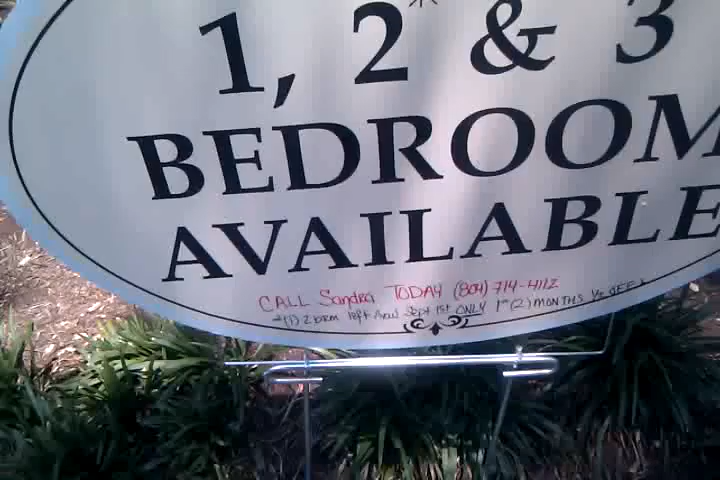 1, 2 & 3
BEDROOM
AVAILABLE
CALL Sandra TODAY (804) 714-4112
*(1) 2 bdrm left thru Sept 1st ONLY 1st (2) MONTHS ½ OFF